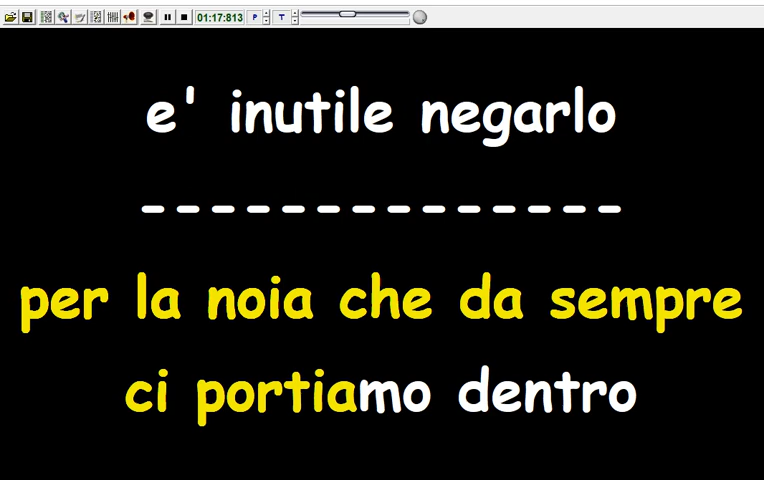 01:17:813 P T
e' inutile negarlo
---------------
per la noia che da sempre
ci portiamo dentro